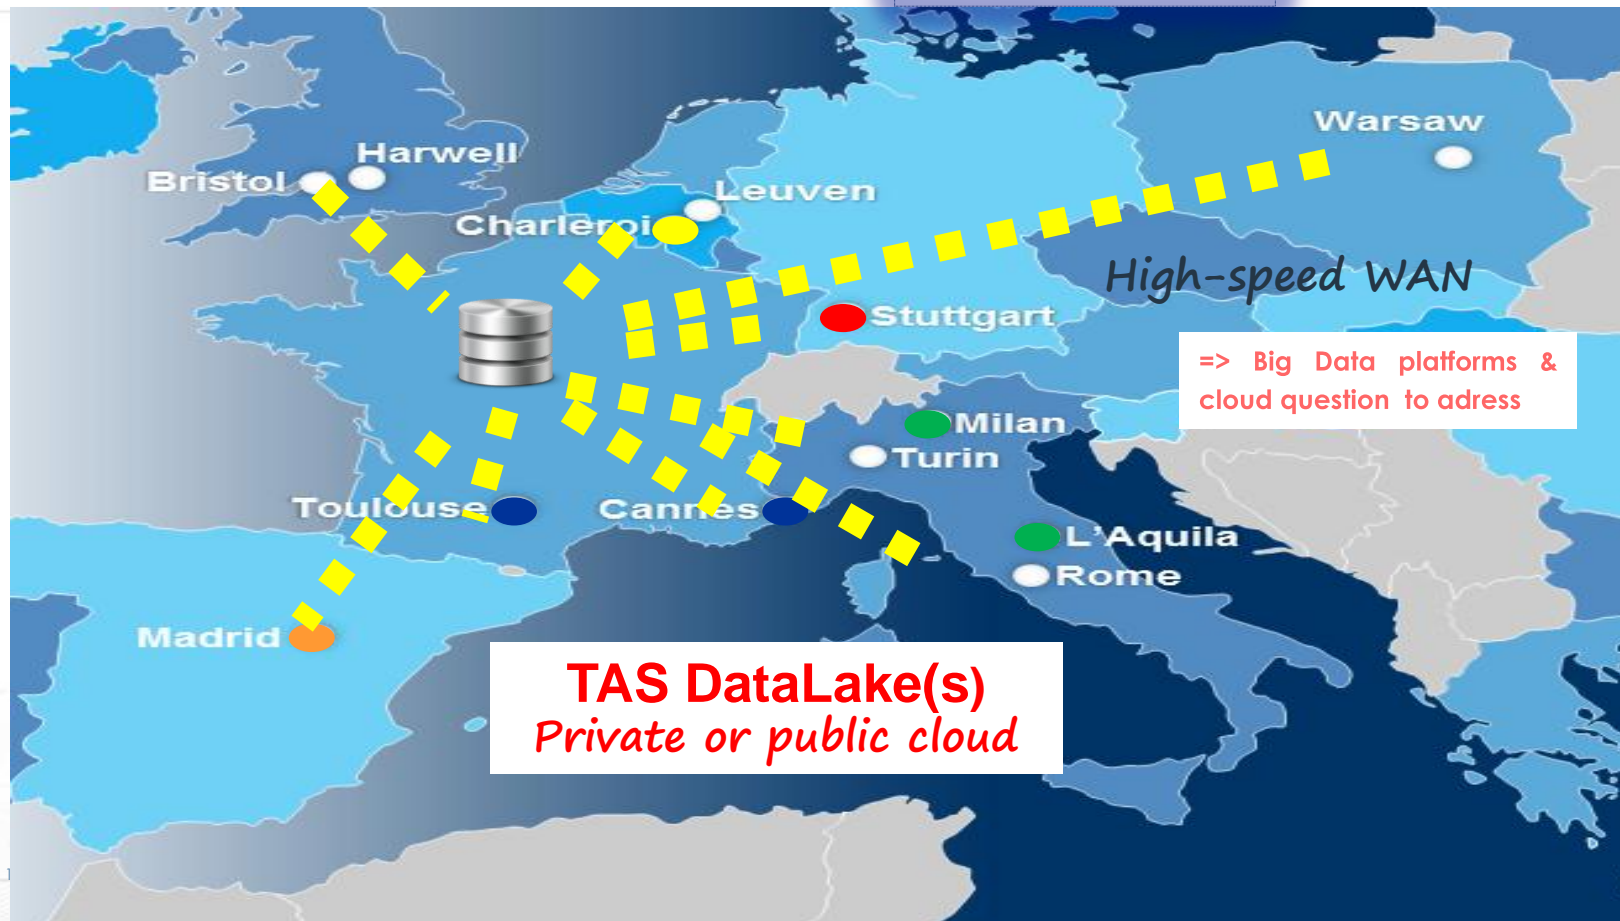 Warsaw
Harwell
Bristol
Leuven
Charleroi
High-speed WAN
Stuttgart
=> Big Data platforms &
cloud question to adress
Milan
Turin
Toulouse
Cannes
L'Aquila
Rome
Madrid
TAS DataLake(s)
Private or public cloud